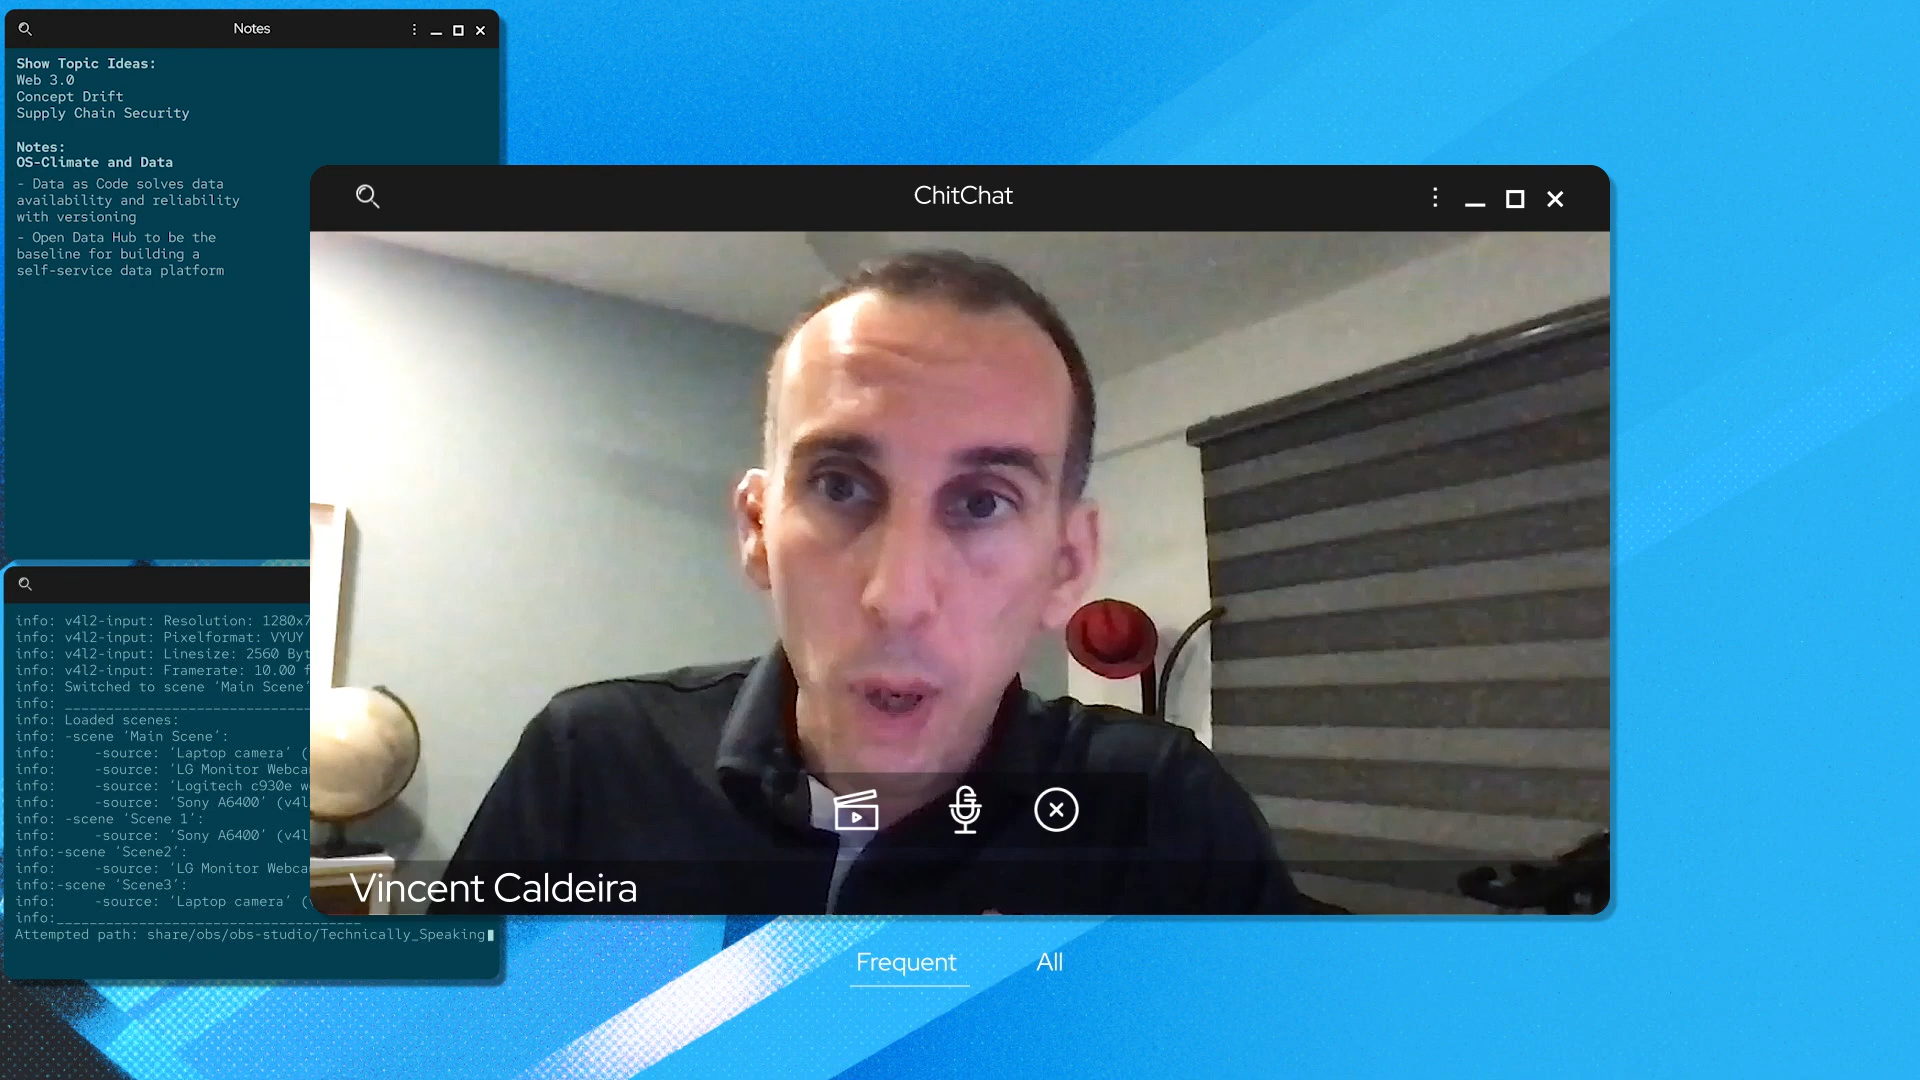 Notes
Show Topic Ideas:
Web 3.0
Concept Drift
Supply Chain Security
Notes:
OS-Climate and Data
- Data as Code solves data
availability and reliability
with versioning
- Open Data Hub to be the
baseline for building a
self-service data platform
ChitChat
Vincent Caldeira
info: v4l2-input: Resolution: 1280x7
info: v4l2-input: Pixelformat: VYUY
info: v4l2-input: Linesize: 2560 Byt
info: v4l2-input: Framerate: 10.00 f
info: Switched to scene 'Main Scene'
info: ______________________________
info: Loaded scenes:
info: -scene 'Main Scene':
info:     -source: 'Laptop camera' (
info:     -source: 'LG Monitor Webca
info:     -source: 'Logitech c930e w
info:     -source: 'Sony A6400' (v4l
info: -scene 'Scene 1':
info:     -source: 'Sony A6400' (v4l
info:-scene 'Scene2':
info:     -source: 'LG Monitor Webca
info:-scene 'Scene3':
info:     -source: 'Laptop camera' (v
info:_____________________________________
Attempted path: share/obs/obs-studio/Technically_Speaking
Frequent
All